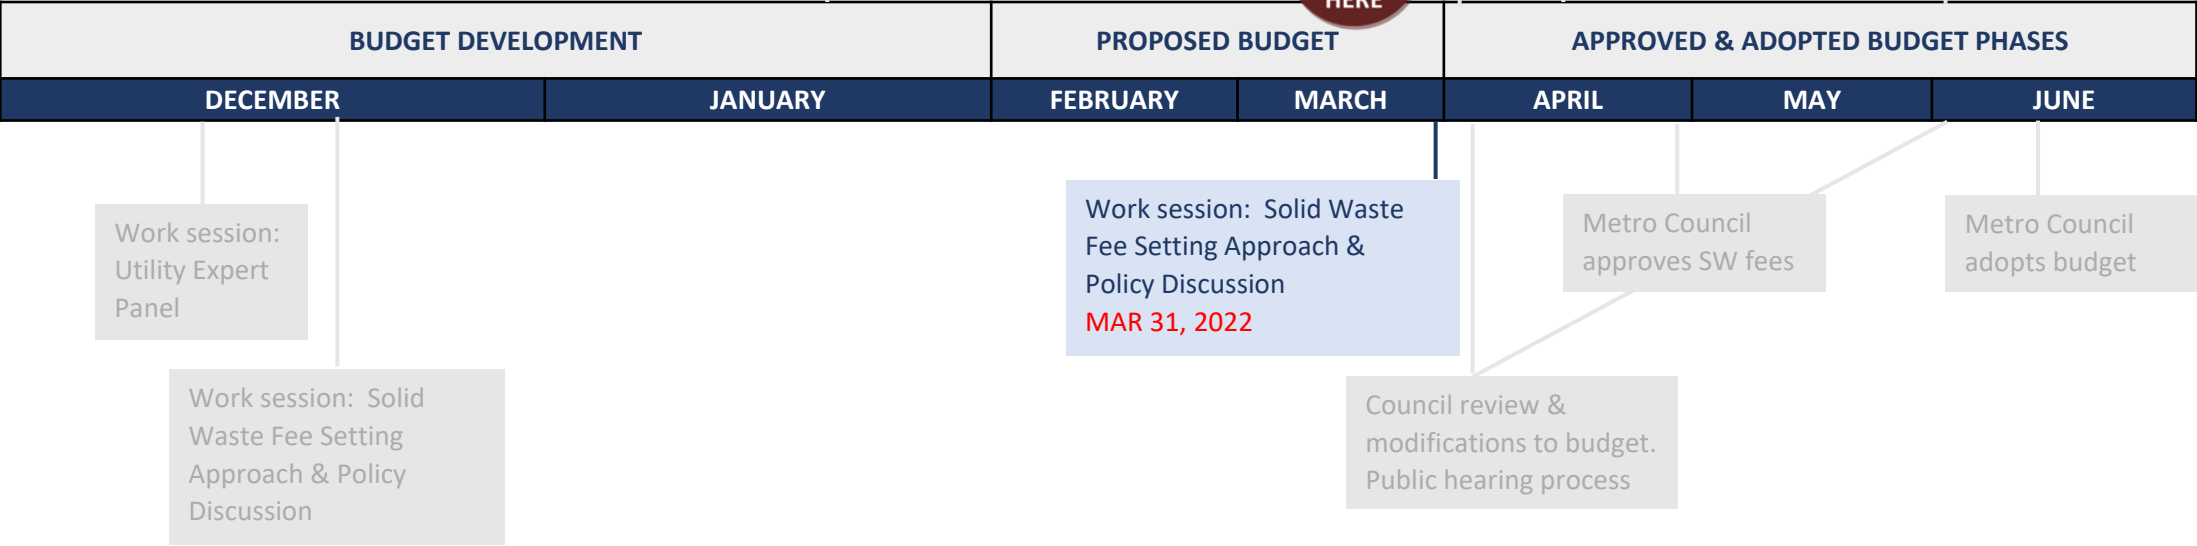 HERE
BUDGET DEVELOPMENT
PROPOSED BUDGET
APPROVED & ADOPTED BUDGET PHASES
DECEMBER
JANUARY
FEBRUARY
MARCH
APRIL
MAY
JUNE
Work session:
Utility Expert
Panel
Work session: Solid
Waste Fee Setting
Approach & Policy
Discussion
Work session: Solid Waste
Fee Setting Approach &
Policy Discussion
MAR 31, 2022
Council review &
modifications to budget.
Public hearing process
Metro Council
approves SW fees
Metro Council
adopts budget